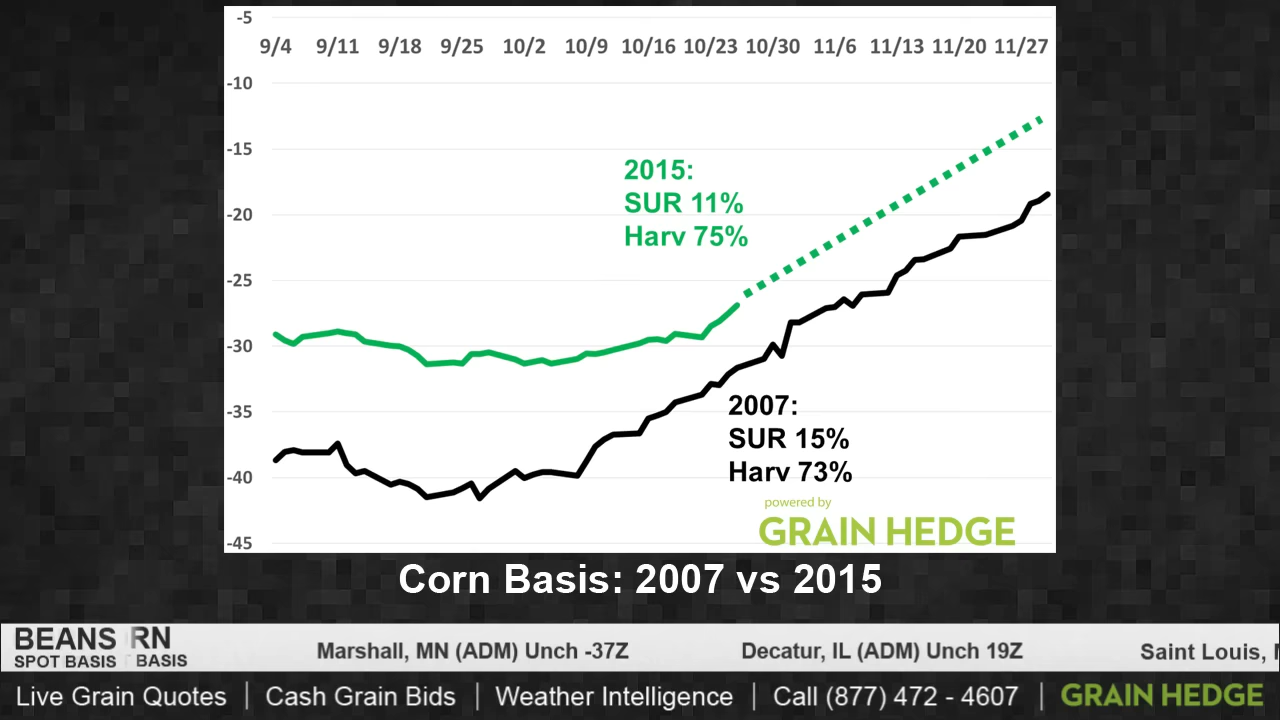 -5
9/4 9/11 9/18 9/25 10/2 10/9 10/16 10/23 10/30 11/6 11/13 11/20 11/27
-10
-15
2015:
SUR 11%
Harv 75%
-20
-25
-30
-35
2007:
SUR 15%
Harv 73%
-40
powered by
GRAIN HEDGE
-45
Corn Basis: 2007 vs 2015
BEANS RN
SPOT BASIS BASIS
Marshall, MN (ADM) Unch -37Z Decatur, IL (ADM) Unch 19Z Saint Louis,
Live Grain Quotes | Cash Grain Bids | Weather Intelligence | Call (877) 472 - 4607 | GRAIN HEDGE